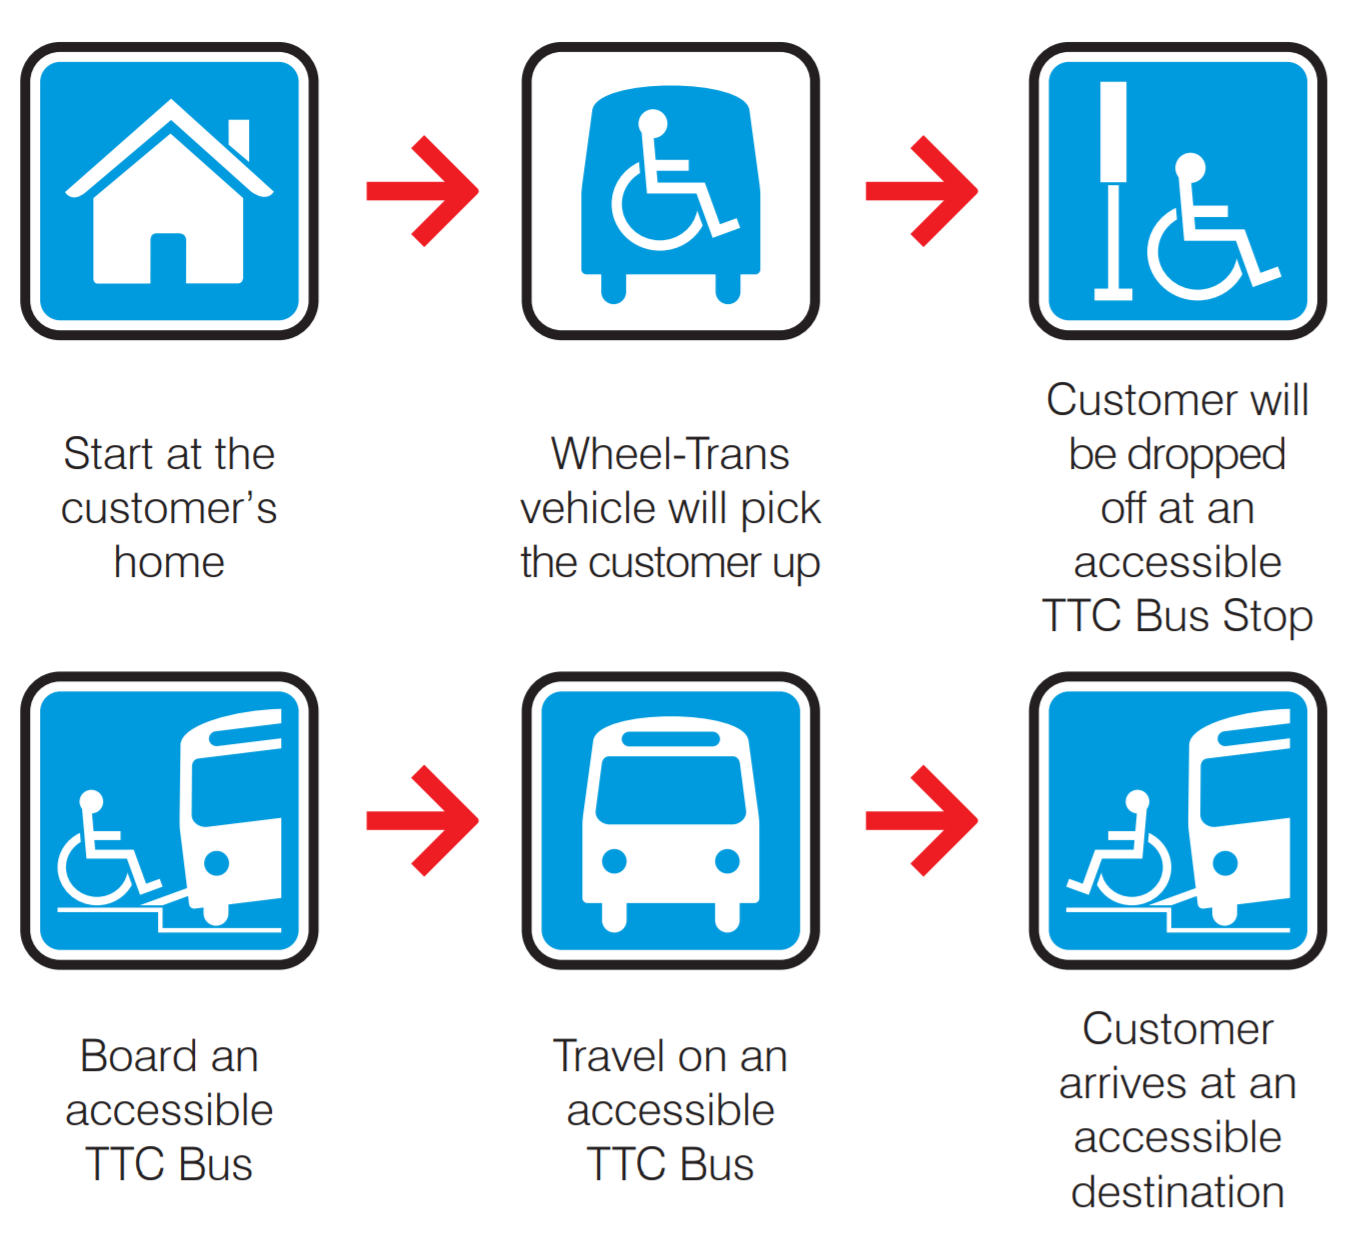 Start at the
customer's
home
Wheel-Trans
vehicle will pick
the customer up
Customer will
be dropped
off at an
accessible
TTC Bus Stop
Board an
accessible
TTC Bus
Travel on an
accessible
TTC Bus
Customer
arrives at an
accessible
destination